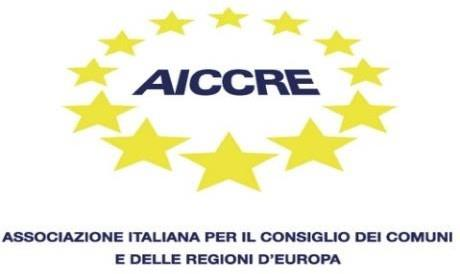 AICCRE
ASSOCIAZIONE ITALIANA PER IL CONSIGLIO DEI COMUNI
E DELLE REGIONI D'EUROPA